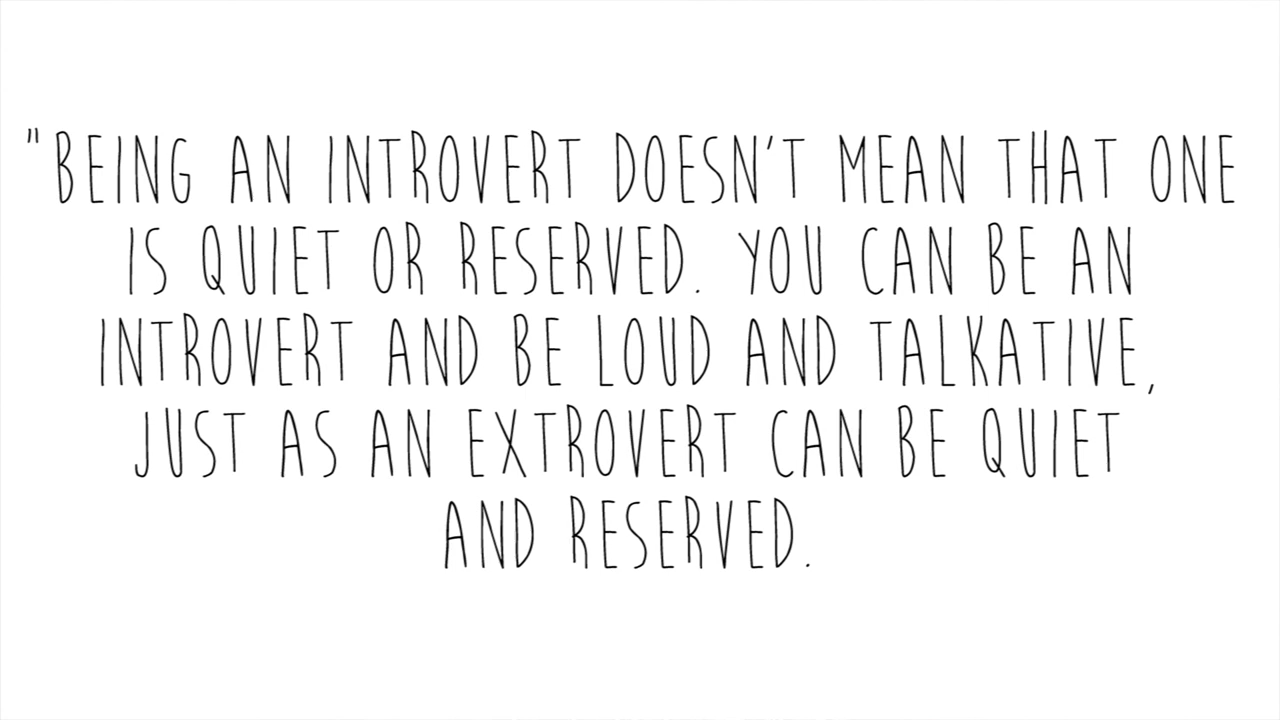 "BEING AN INTROVERT DOESN'T MEAN THAT ONE
IS QUIET OR RESERVED. YOU CAN BE AN
INTROVERT AND BE LOUD AND TALKATIVE,
JUST AS AN EXTROVERT CAN BE QUIET
AND RESERVED.